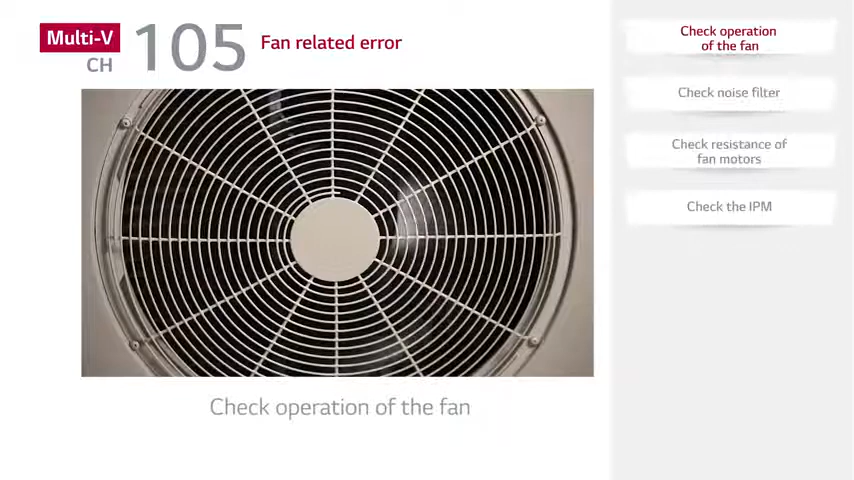 Multi-V
CH
105
Fan related error
Check operation of the fan
Check operation
of the fan
Check noise filter
Check resistance of
fan motors
Check the IPM